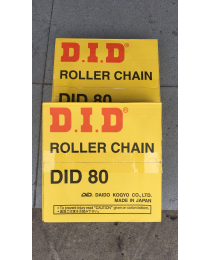 D.I.D®
ROLLER CHAIN
DID 80
D.I.D®
ROLLER CHAIN
DID 80
D.I.D. DAIDO KOGYO CO.,LTD.
MADE IN JAPAN